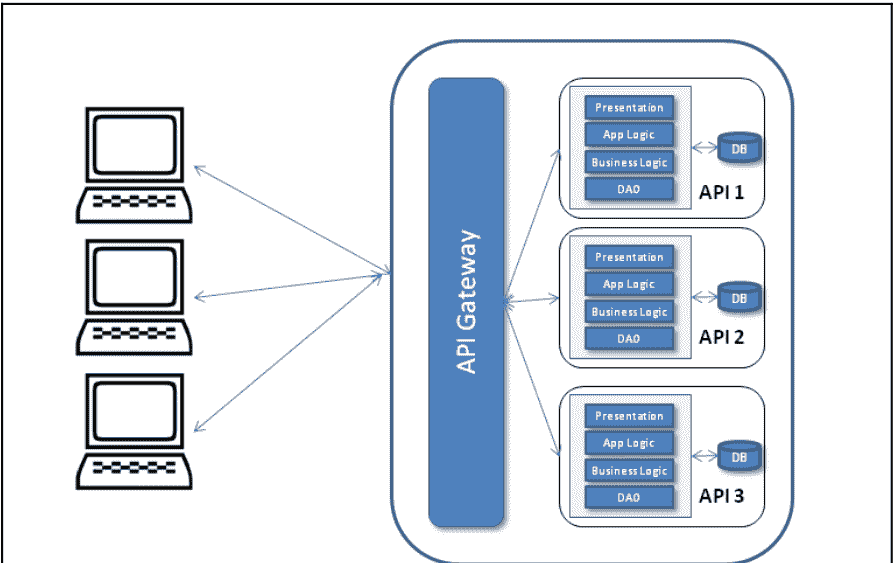 API Gateway
Presentation
App Logic
Business Logic
DAO
DB
API 1
Presentation
App Logic
Business Logic
DAO
DB
API 2
Presentation
App Logic
Business Logic
DAO
DB
API 3